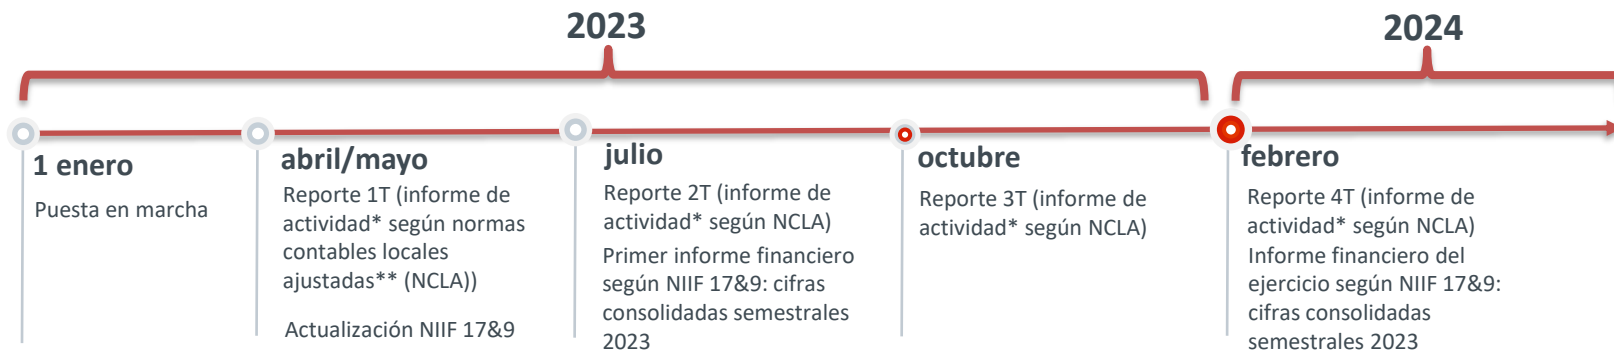 2023
2024
1 enero
Puesta en marcha
abril/mayo
Reporte 1T (informe de
actividad* según normas
contables locales
ajustadas** (NCLA))
Actualización NIIF 17&9
julio
Reporte 2T (informe de
actividad* según NCLA)
Primer informe financiero
según NIIF 17&9: cifras
consolidadas semestrales
2023
octubre
Reporte 3T (informe de
actividad* según NCLA)
febrero
Reporte 4T (informe de
actividad* según NCLA)
Informe financiero del
ejercicio según NIIF 17&9:
cifras consolidadas
semestrales 2023